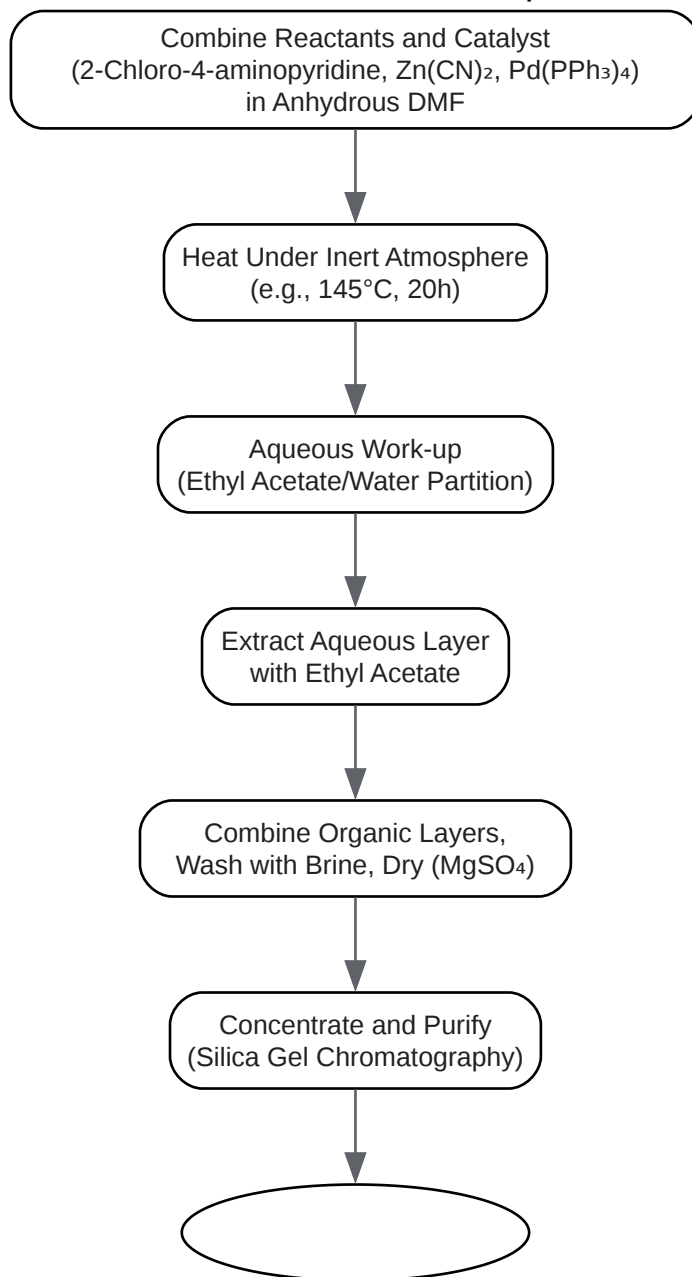 Combine Reactants and Catalyst
(2-Chloro-4-aminopyridine, Zn(CN)₂, Pd(PPh₃)₄)
in Anhydrous DMF
Heat Under Inert Atmosphere
(e.g., 145°C, 20h)
Aqueous Work-up
(Ethyl Acetate/Water Partition)
Extract Aqueous Layer
with Ethyl Acetate
Combine Organic Layers,
Wash with Brine, Dry (MgSO₄)
Concentrate and Purify
(Silica Gel Chromatography)